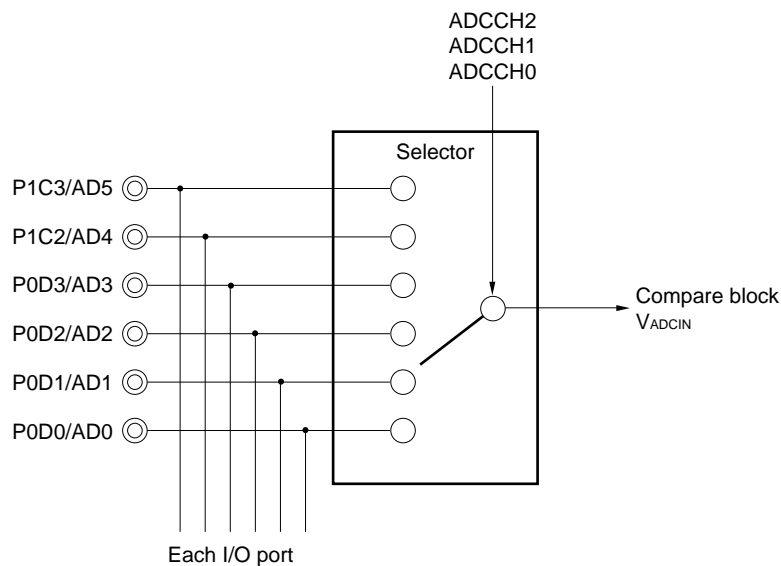 ADCCH2
ADCCH1
ADCCH0
Selector
P1C3/AD5
P1C2/AD4
P0D3/AD3
P0D2/AD2
P0D1/AD1
P0D0/AD0
Compare block
VADCIN
Each I/O port